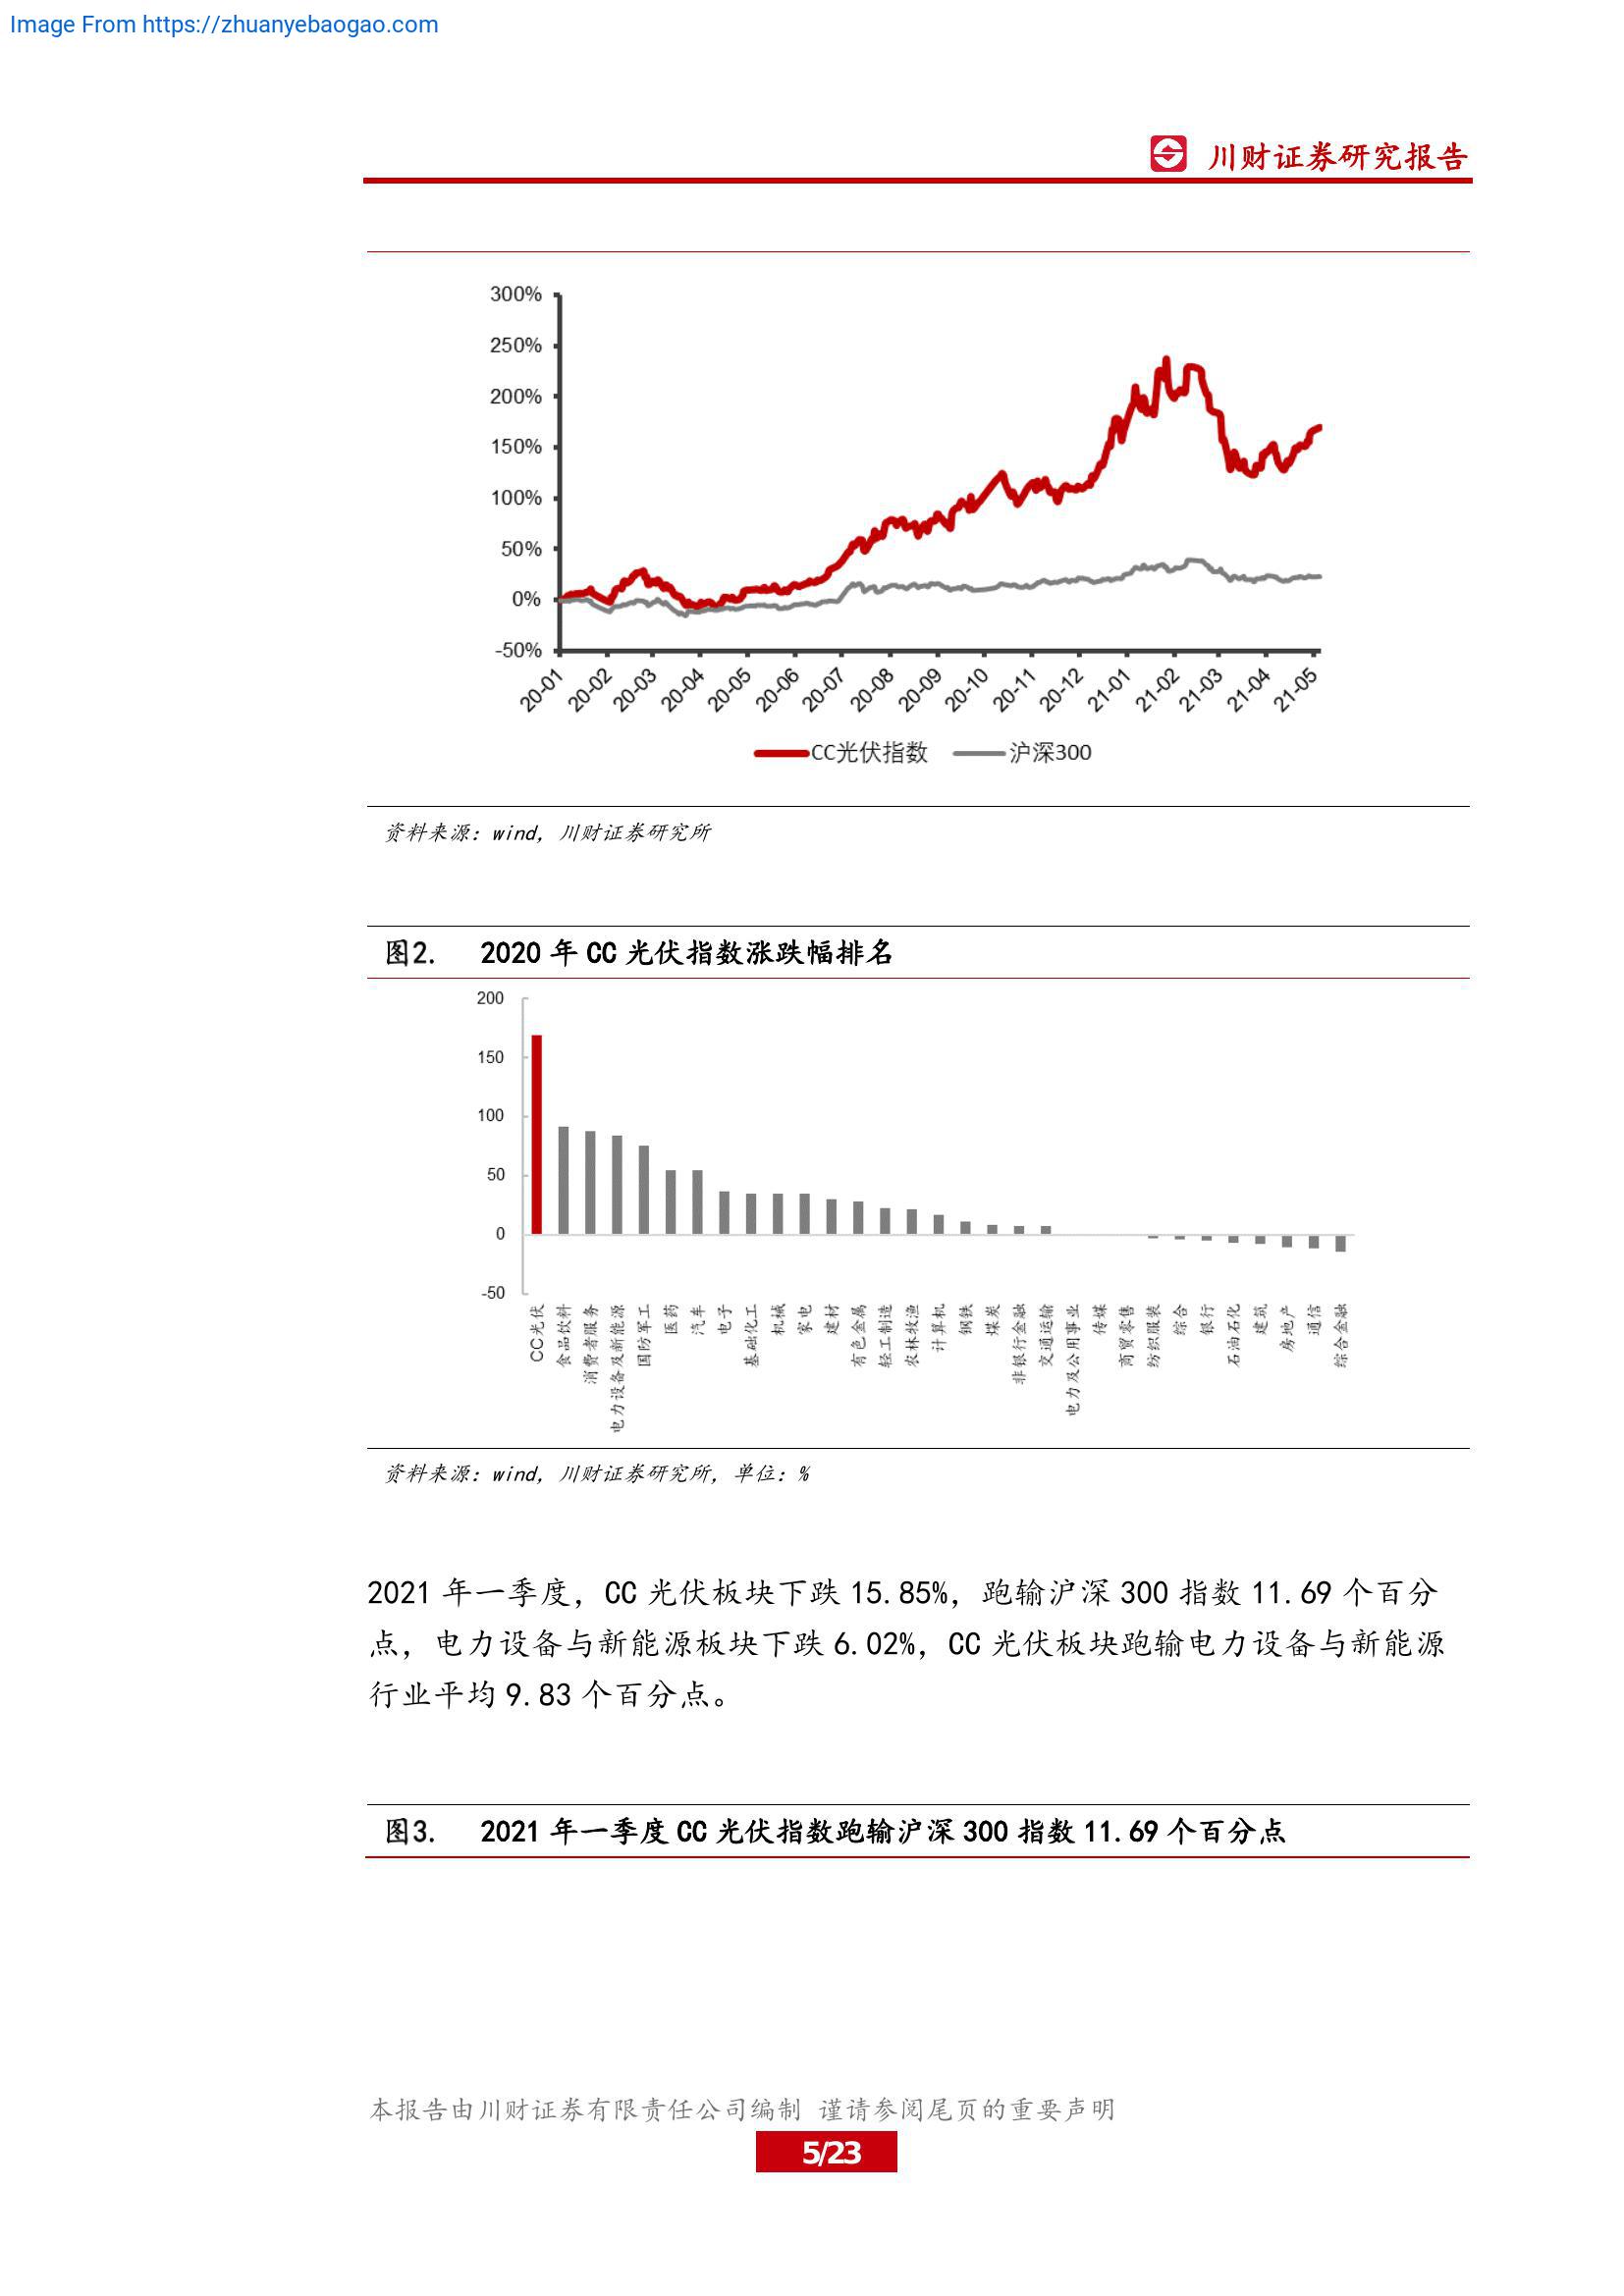 Image From https://zhuanyebaogao.com
川财证券研究报告
300%
250%
200%
150%
100%
50%
0%
-50%
20-01 20-02 20-03 20-04 20-05 20-06 20-07 20-08 20-09 20-10 20-11 20-12 21-01 21-02 21-03 21-04 21-05
CC光伏指数 沪深300
资料来源：wind，川财证券研究所
图2. 2020 年 CC 光伏指数涨跌幅排名
200
150
100
50
0
-50
CC光伏 食品饮料 消费者服务 电力设备及新能源 国防军工 医药 汽车 电子 基础化工 机械 家电 建材 有色金属 轻工制造 农林牧渔 计算机 钢铁 煤炭 非银行金融 交通运输 电力及公用事业 传媒 商贸零售 纺织服装 综合 银行 石油石化 建筑 房地产 通信 综合金融
资料来源：wind，川财证券研究所，单位：%
2021 年一季度，CC 光伏板块下跌 15.85%，跑输沪深 300 指数 11.69 个百分
点，电力设备与新能源板块下跌 6.02%，CC 光伏板块跑输电力设备与新能源
行业平均 9.83 个百分点。
图3. 2021 年一季度 CC 光伏指数跑输沪深 300 指数 11.69 个百分点
本报告由川财证券有限责任公司编制 谨请参阅尾页的重要声明
5/23